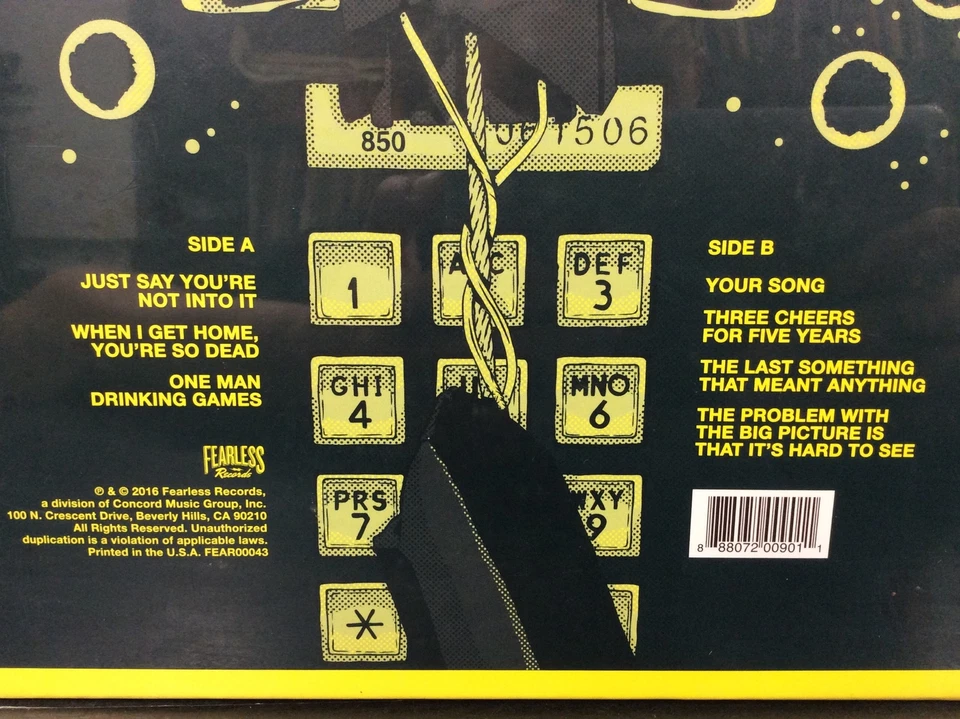 850 1506
SIDE A
JUST SAY YOU'RE
NOT INTO IT
WHEN I GET HOME,
YOU'RE SO DEAD
ONE MAN
DRINKING GAMES
FEARLESS
Records
℗ & © 2016 Fearless Records,
a division of Concord Music Group, Inc.
100 N. Crescent Drive, Beverly Hills, CA 90210
All Rights Reserved. Unauthorized
duplication is a violation of applicable laws.
Printed in the U.S.A. FEAR00043
1
DEF
3
GHI
4
MNO
6
PRS
7
WXY
9
*
SIDE B
YOUR SONG
THREE CHEERS
FOR FIVE YEARS
THE LAST SOMETHING
THAT MEANT ANYTHING
THE PROBLEM WITH
THE BIG PICTURE IS
THAT IT'S HARD TO SEE
8 88072 00901 1